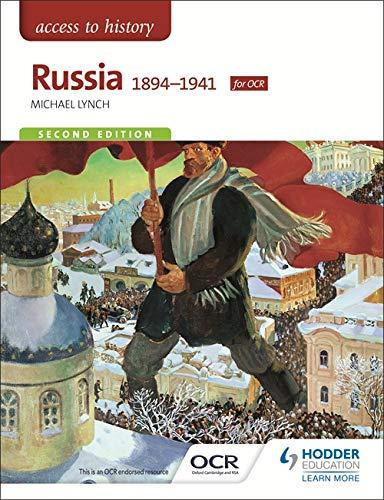 access to history
Russia 1894–1941 for OCR
MICHAEL LYNCH
SECOND EDITION
This is an OCR endorsed resource
OCR
Oxford Cambridge and RSA
HODDER
EDUCATION
LEARN MORE